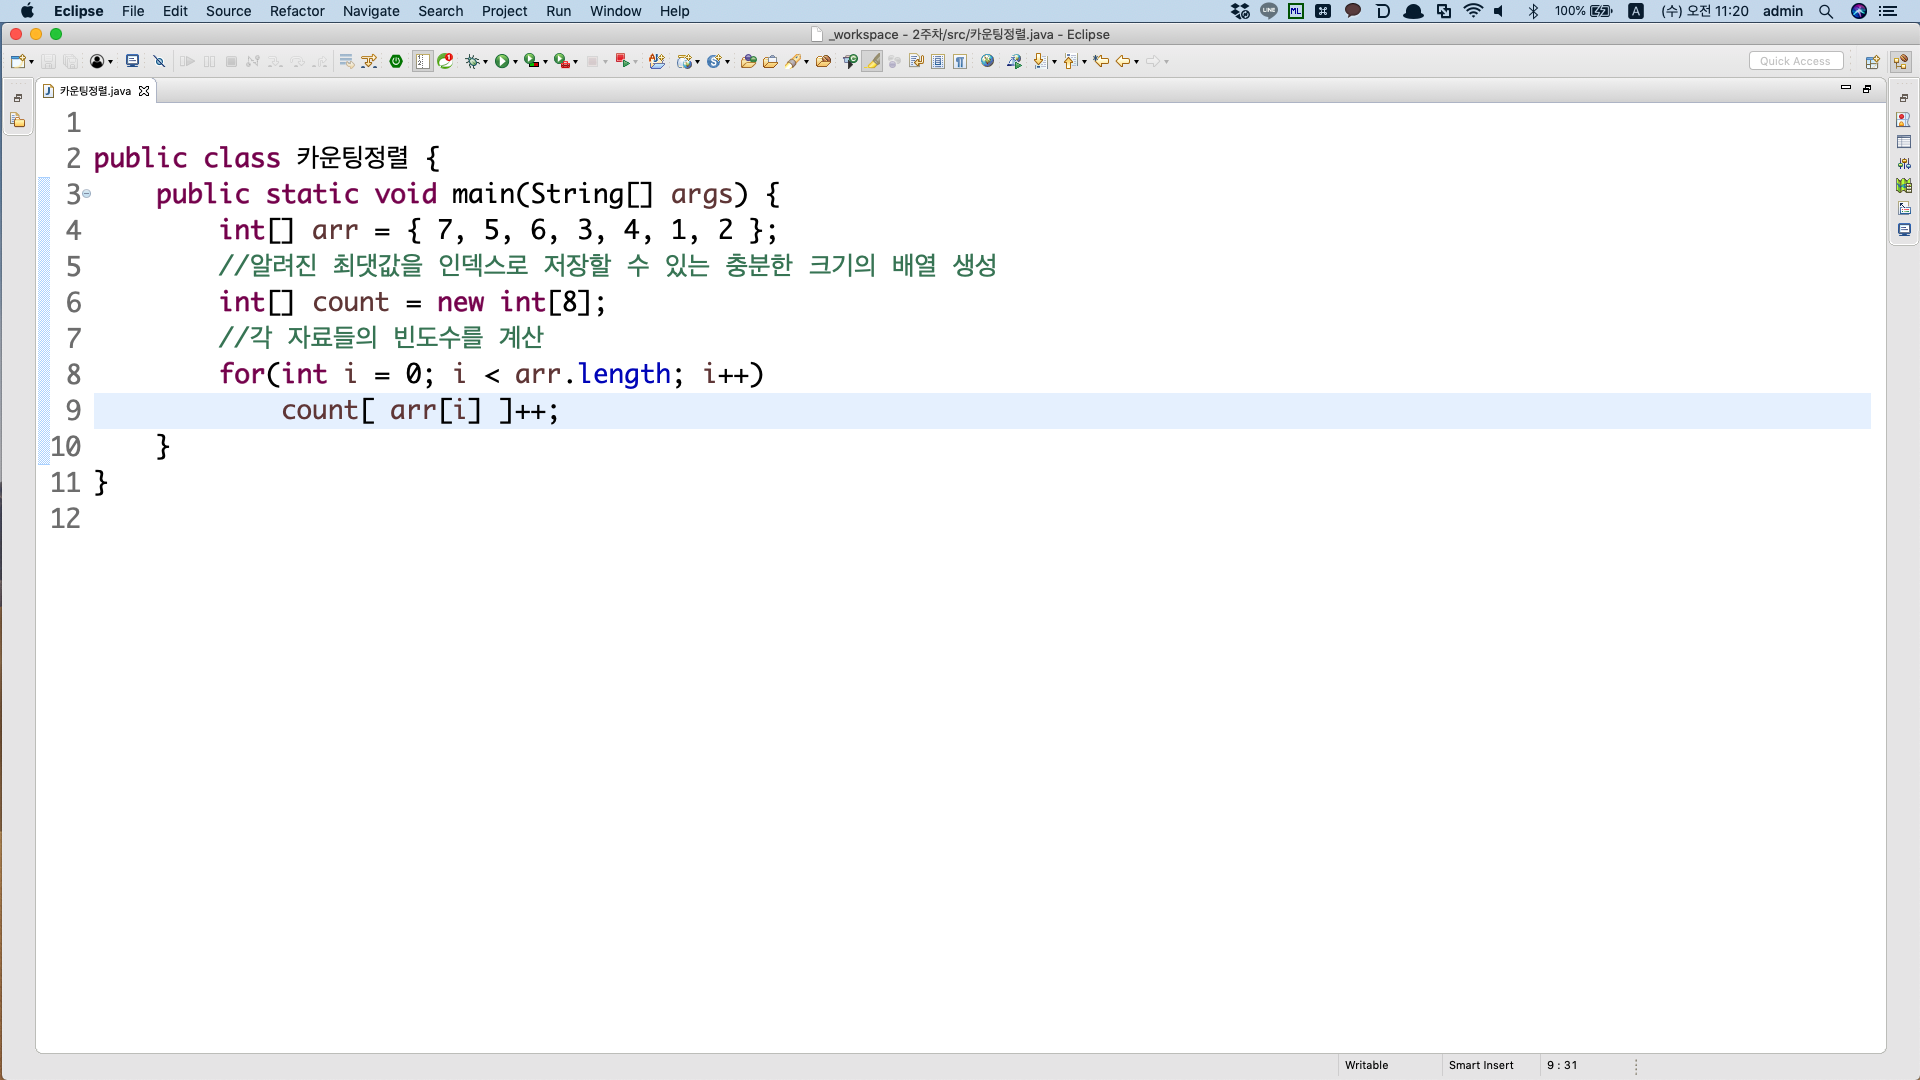 Eclipse File Edit Source Refactor Navigate Search Project Run Window Help
LINE ML 100% A (수) 오전 11:20 admin
_workspace - 2주차/src/카운팅정렬.java - Eclipse
Quick Access
카운팅정렬.java
1
2 public class 카운팅정렬 {
3 public static void main(String[] args) {
4 int[] arr = { 7, 5, 6, 3, 4, 1, 2 };
5 //알려진 최댓값을 인덱스로 저장할 수 있는 충분한 크기의 배열 생성
6 int[] count = new int[8];
7 //각 자료들의 빈도수를 계산
8 for(int i = 0; i < arr.length; i++)
9 count[ arr[i] ]++;
10 }
11 }
12
Writable Smart Insert 9 : 31